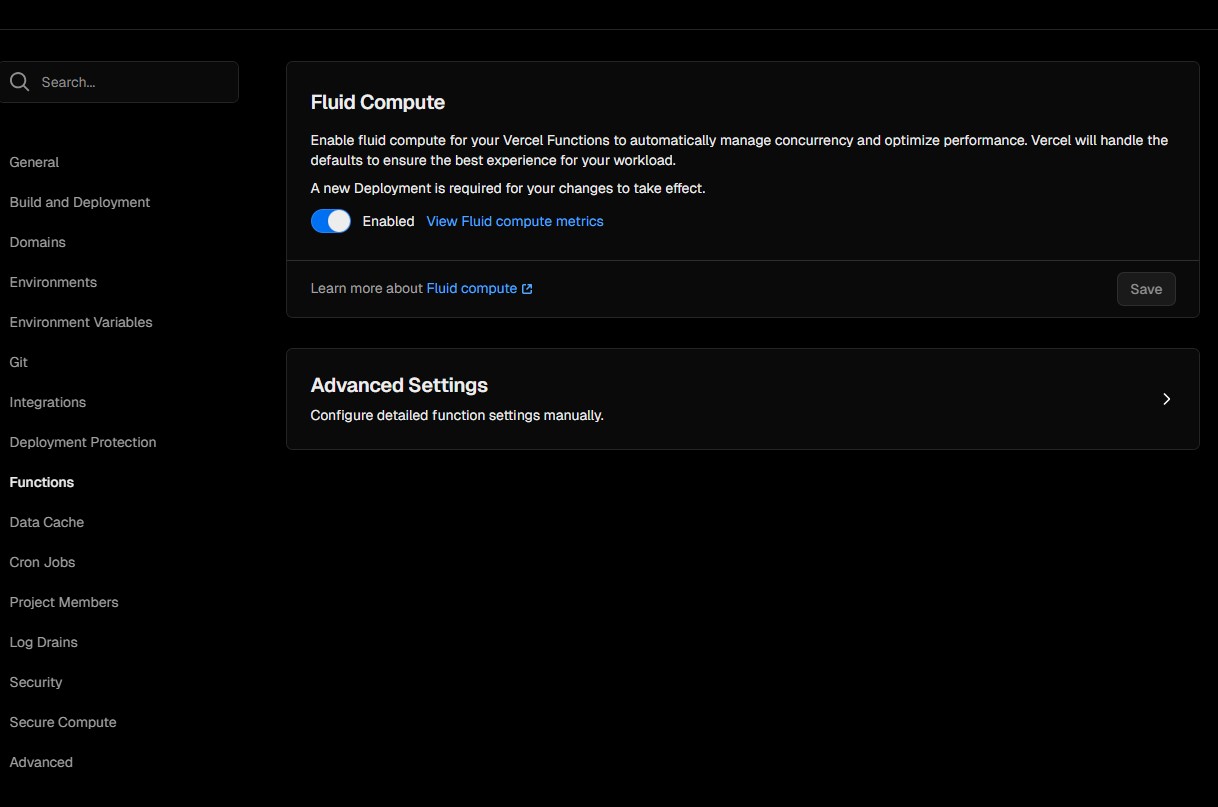 Search...
General
Build and Deployment
Domains
Environments
Environment Variables
Git
Integrations
Deployment Protection
Functions
Data Cache
Cron Jobs
Project Members
Log Drains
Security
Secure Compute
Advanced
Fluid Compute
Enable fluid compute for your Vercel Functions to automatically manage concurrency and optimize performance. Vercel will handle the
defaults to ensure the best experience for your workload.
A new Deployment is required for your changes to take effect.
Enabled View Fluid compute metrics
Learn more about Fluid compute
Save
Advanced Settings
Configure detailed function settings manually.